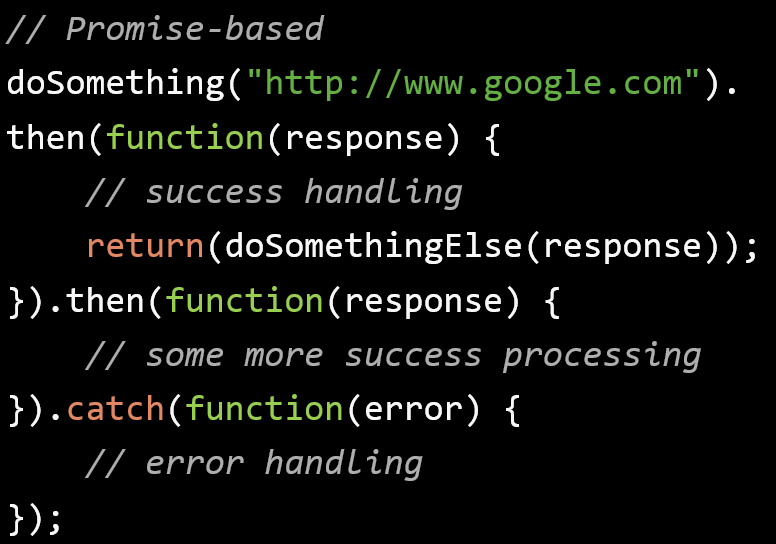 // Promise-based
doSomething("http://www.google.com").
then(function(response) {
    // success handling
    return(doSomethingElse(response));
}).then(function(response) {
    // some more success processing
}).catch(function(error) {
    // error handling
});